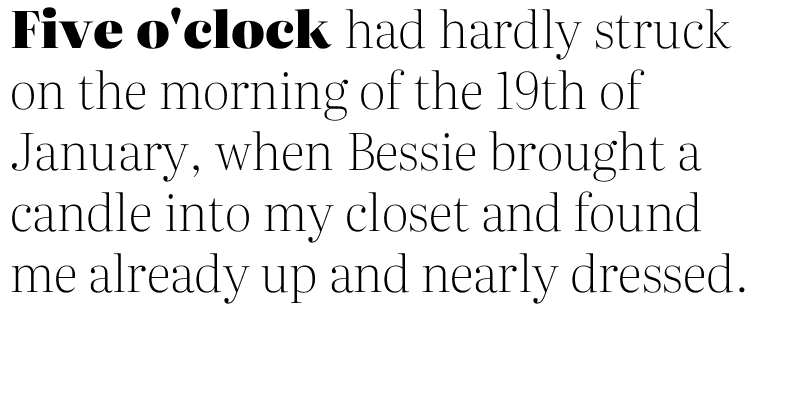 Five o'clock had hardly struck
on the morning of the 19th of
January, when Bessie brought a
candle into my closet and found
me already up and nearly dressed.